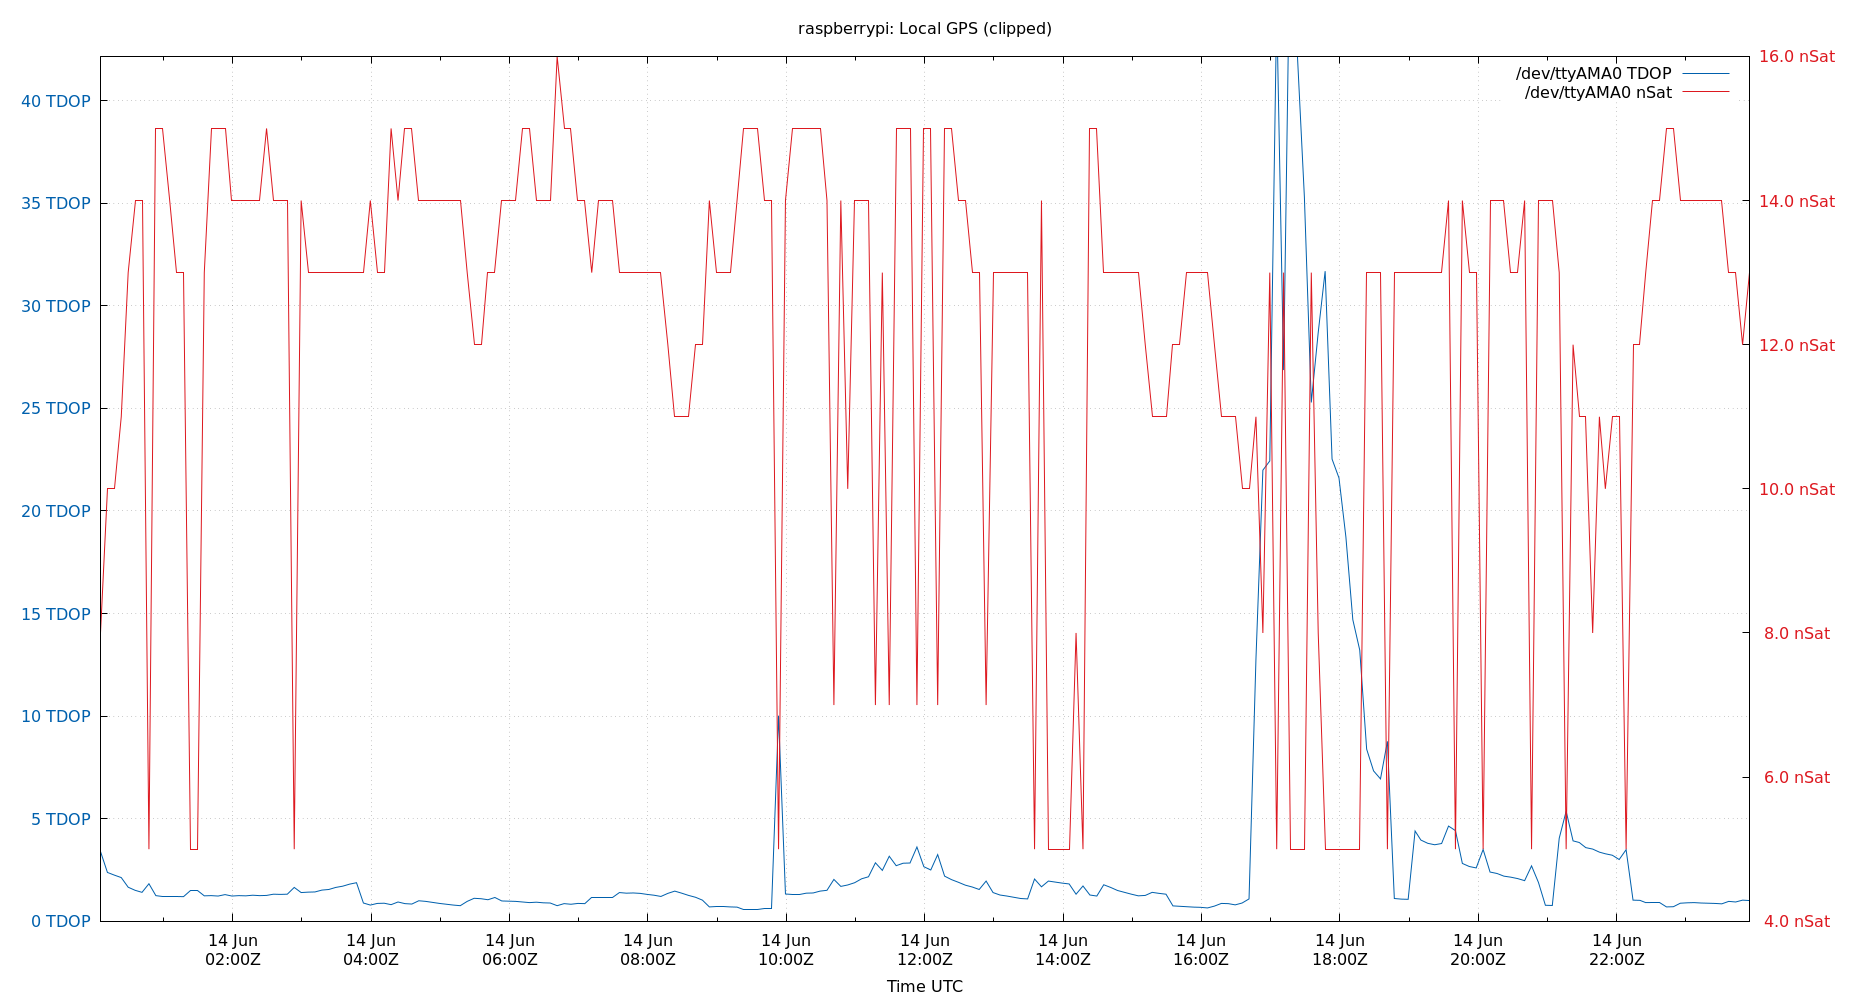 raspberrypi: Local GPS (clipped)
/dev/ttyAMA0 TDOP
/dev/ttyAMA0 nSat
40 TDOP
35 TDOP
30 TDOP
25 TDOP
20 TDOP
15 TDOP
10 TDOP
5 TDOP
0 TDOP
16.0 nSat
14.0 nSat
12.0 nSat
10.0 nSat
8.0 nSat
6.0 nSat
4.0 nSat
14 Jun
02:00Z
14 Jun
04:00Z
14 Jun
06:00Z
14 Jun
08:00Z
14 Jun
10:00Z
14 Jun
12:00Z
14 Jun
14:00Z
14 Jun
16:00Z
14 Jun
18:00Z
14 Jun
20:00Z
14 Jun
22:00Z
Time UTC